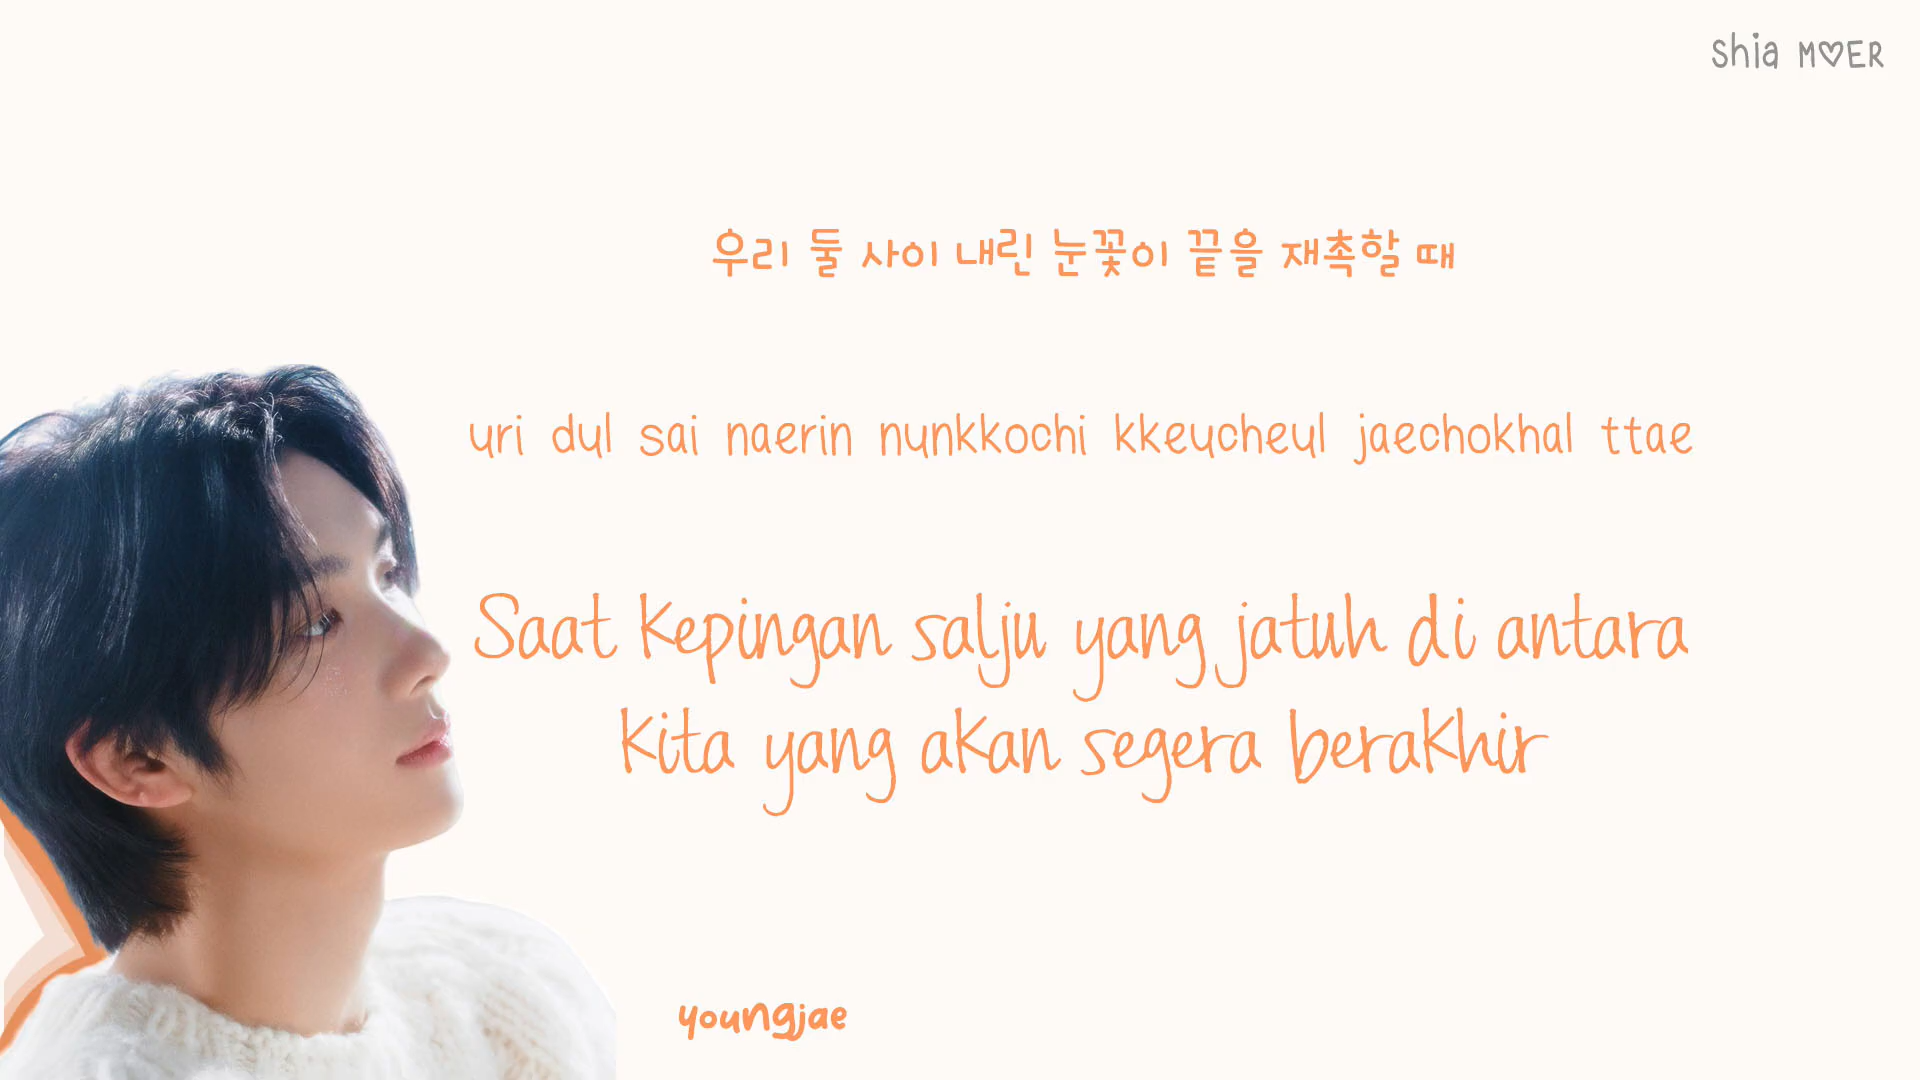 Shia M♡ER
우리 둘 사이 내린 눈꽃이 끝을 재촉할 때
uri dul sai naerin nunkkochi kkeucheul jaechokhal ttae
Saat kepingan salju yang jatuh di antara
kita yang akan segera berakhir
youngjae